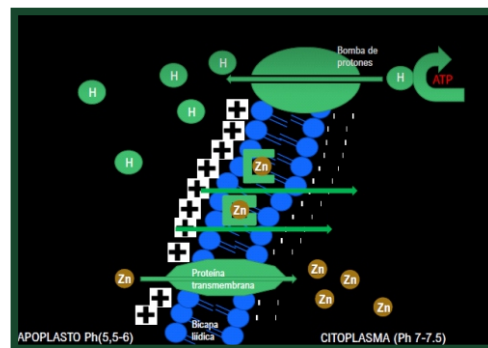 Bomba de
protones
H
H
H
H
H
H
ATP
Zn
Zn
Zn
Proteína
transmembrana
Zn
Zn
Zn
Zn
Bicapa
liídica
APOPLASTO Ph(5,5-6)
CITOPLASMA (Ph 7-7.5)